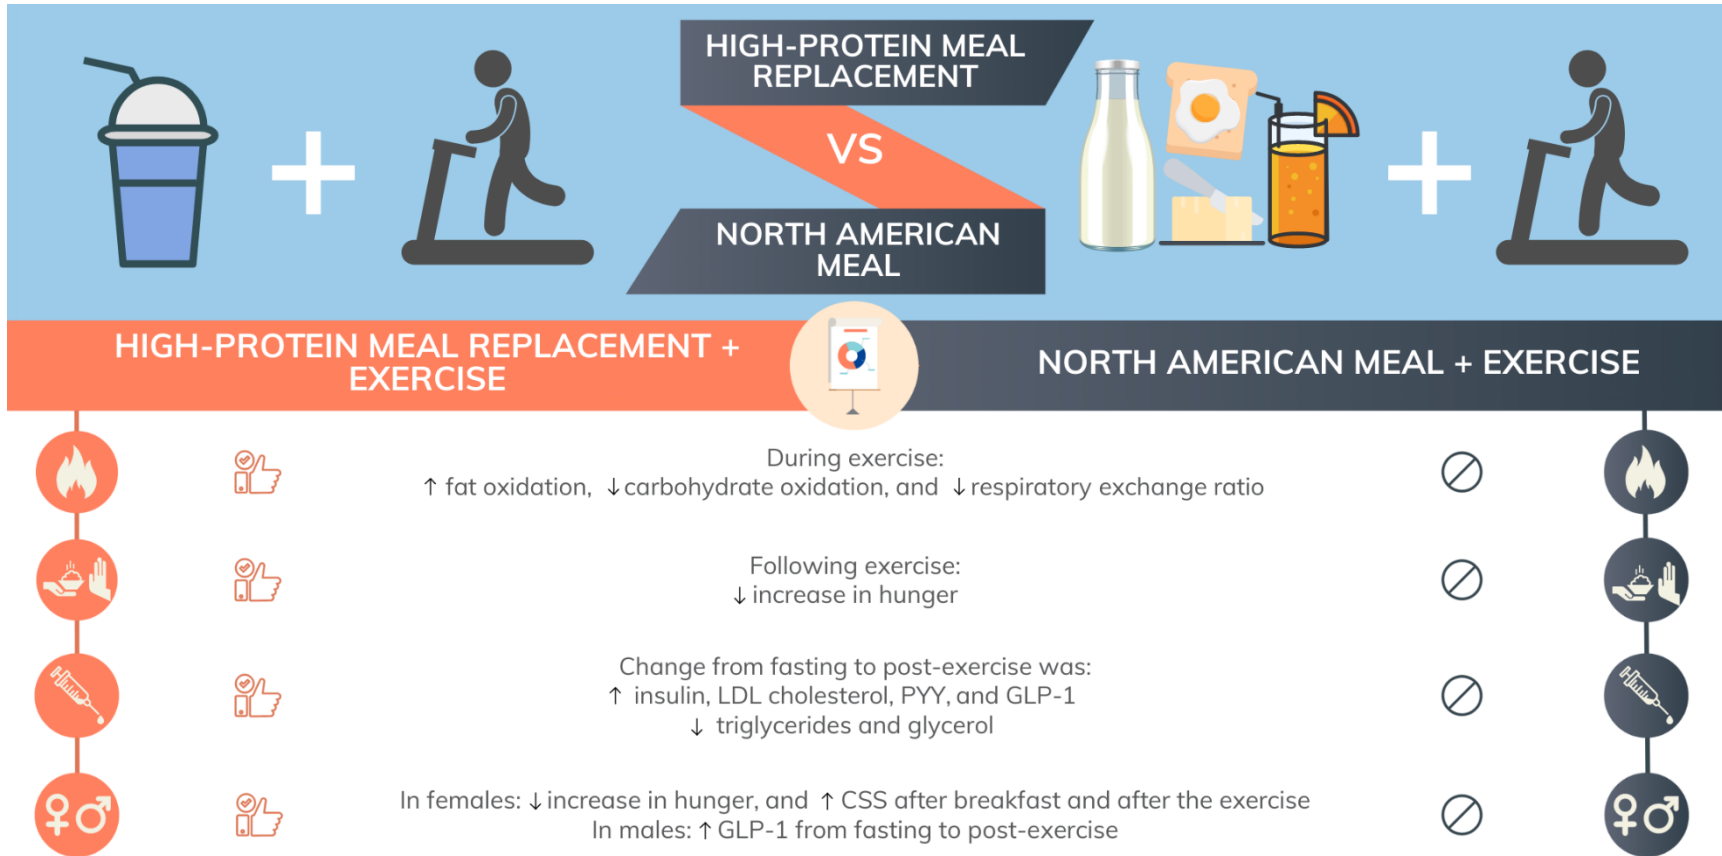 HIGH-PROTEIN MEAL
REPLACEMENT
VS
NORTH AMERICAN
MEAL
HIGH-PROTEIN MEAL REPLACEMENT +
EXERCISE
NORTH AMERICAN MEAL + EXERCISE
During exercise:
↑ fat oxidation, ↓carbohydrate oxidation, and ↓respiratory exchange ratio
Following exercise:
↓increase in hunger
Change from fasting to post-exercise was:
↑ insulin, LDL cholesterol, PYY, and GLP-1
↓ triglycerides and glycerol
In females: ↓increase in hunger, and ↑ CSS after breakfast and after the exercise
In males: ↑ GLP-1 from fasting to post-exercise